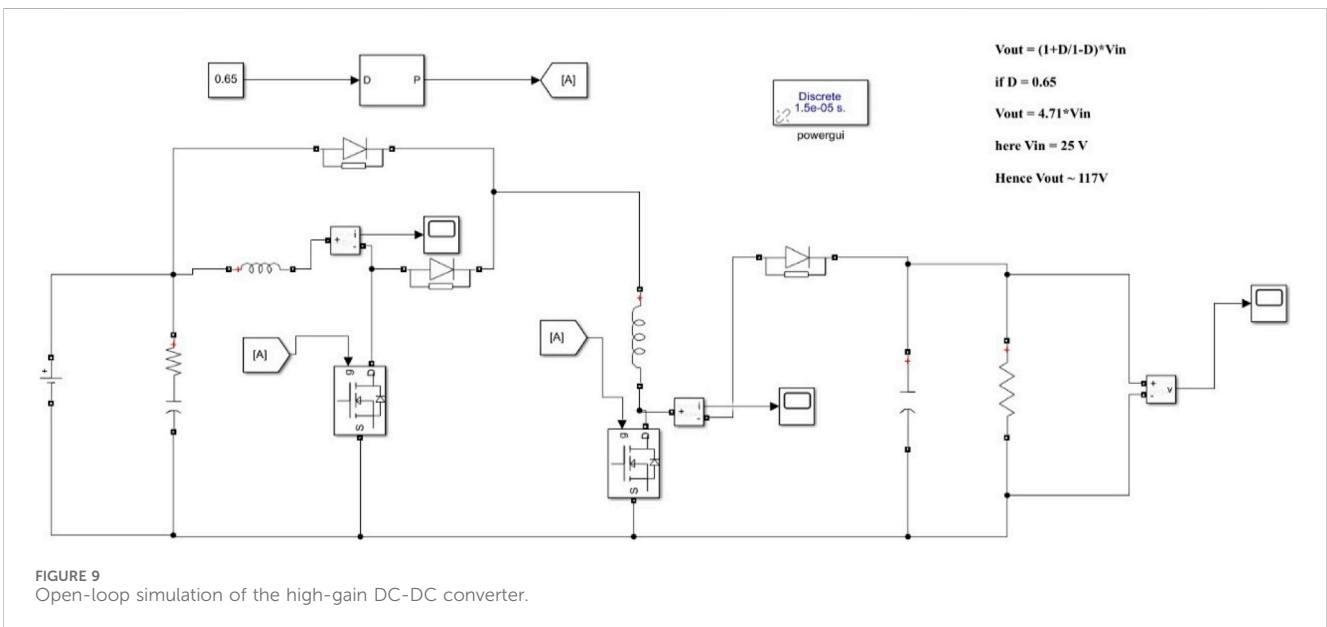 0.65
D
P
[A]
Discrete
1.5e-05 s.
powergui
Vout = (1+D/1-D)*Vin
if D = 0.65
Vout = 4.71*Vin
here Vin = 25 V
Hence Vout ~ 117V
+
i
-
+
+
+
+
[A]
g
D
S
[A]
g
D
S
+
+
i
-
+
+
+
-
v
FIGURE 9
Open-loop simulation of the high-gain DC-DC converter.